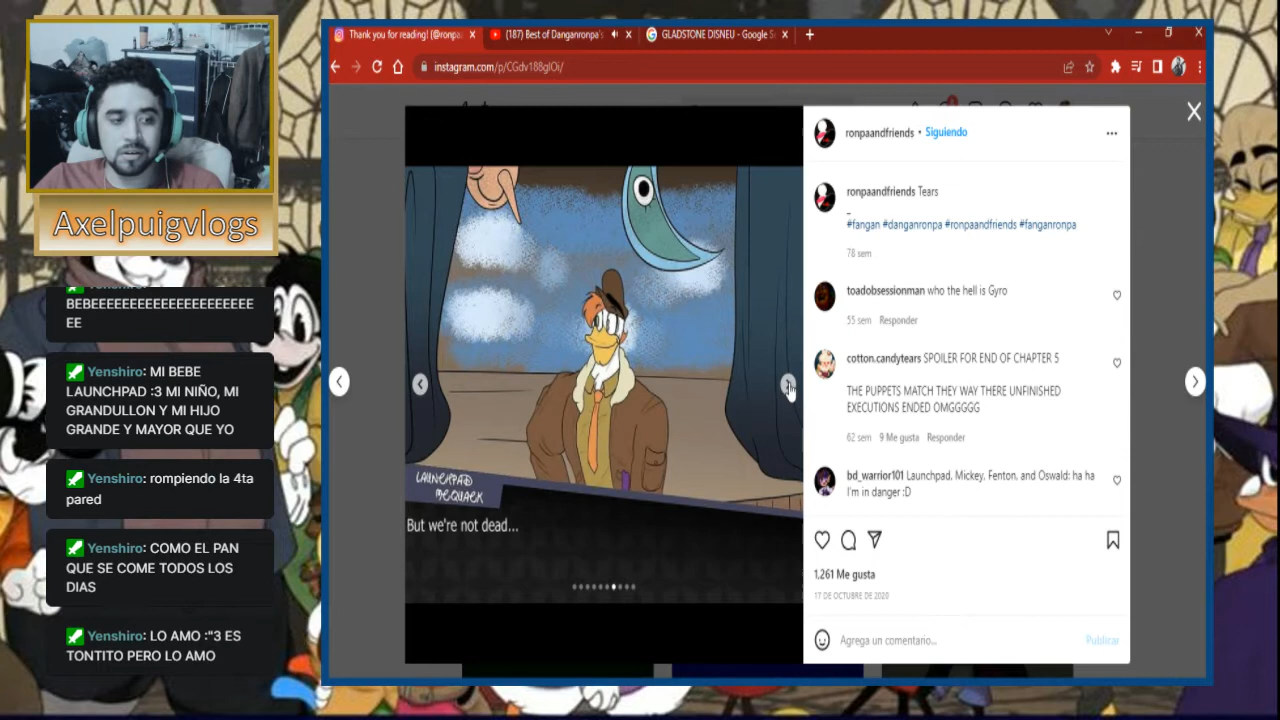 Axelpuigvlogs
Yenshiro:
BEBEEEEEEEEEEEEEEEEEEEEEE
EE
Yenshiro: MI BEBE
LAUNCHPAD :3 MI NIÑO, MI
GRANDULLON Y MI HIJO
GRANDE Y MAYOR QUE YO
Yenshiro: rompiendo la 4ta
pared
Yenshiro: COMO EL PAN
QUE SE COME TODOS LOS
DIAS
Yenshiro: LO AMO :"3 ES
TONTITO PERO LO AMO
Thank you for reading! (@ronpa
(187) Best of Danganronpa's
GLADSTONE DISNEU - Google S
instagram.com/p/CGdv188glOi/
LAUNCHPAD
MCQUACK
But we're not dead...
ronpaandfriends • Siguiendo
ronpaandfriends Tears
_
#fangan #danganronpa #ronpaandfriends #fanganronpa
78 sem
toadobsessionman who the hell is Gyro
55 sem Responder
cotton.candytears SPOILER FOR END OF CHAPTER 5
THE PUPPETS MATCH THEY WAY THERE UNFINISHED
EXECUTIONS ENDED OMGGGGG
62 sem 9 Me gusta Responder
bd_warrior101 Launchpad, Mickey, Fenton, and Oswald: ha ha
I'm in danger :D
1,261 Me gusta
17 DE OCTUBRE DE 2020
Agrega un comentario...
Publicar